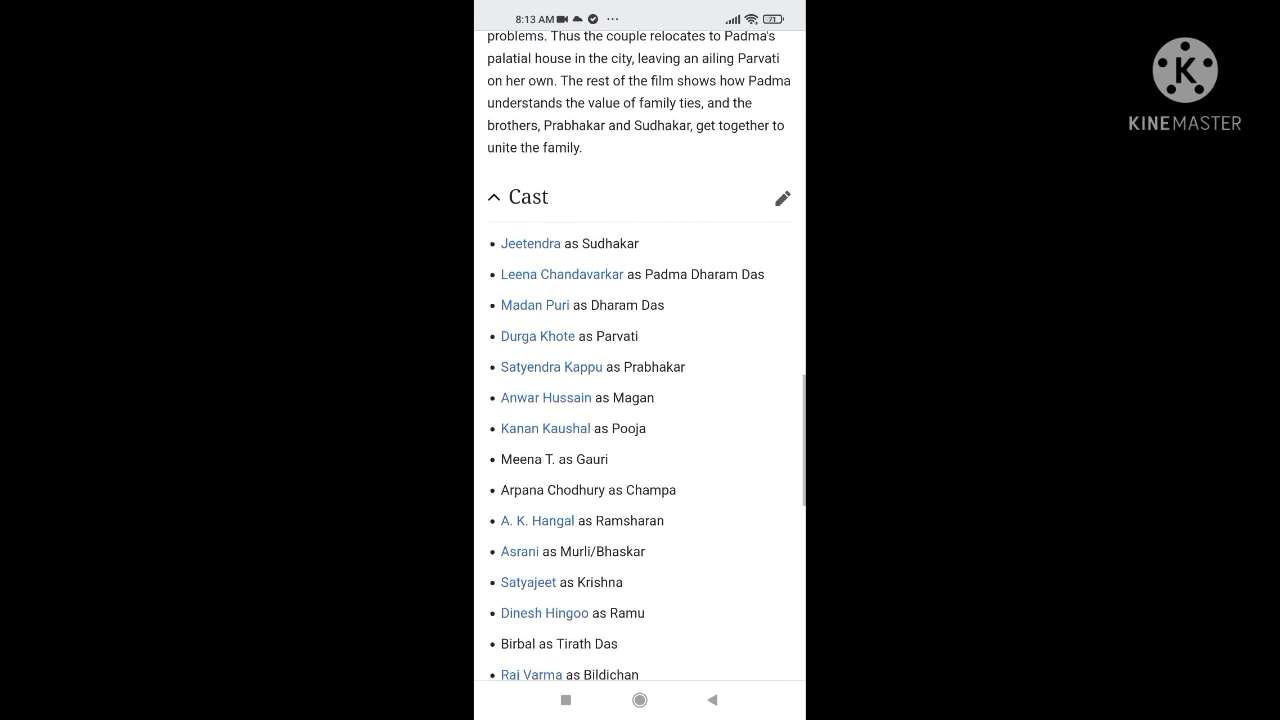 8:13 AM
71
problems. Thus the couple relocates to Padma's
palatial house in the city, leaving an ailing Parvati
on her own. The rest of the film shows how Padma
understands the value of family ties, and the
brothers, Prabhakar and Sudhakar, get together to
unite the family.
Cast
• Jeetendra as Sudhakar
• Leena Chandavarkar as Padma Dharam Das
• Madan Puri as Dharam Das
• Durga Khote as Parvati
• Satyendra Kappu as Prabhakar
• Anwar Hussain as Magan
• Kanan Kaushal as Pooja
• Meena T. as Gauri
• Arpana Chodhury as Champa
• A. K. Hangal as Ramsharan
• Asrani as Murli/Bhaskar
• Satyajeet as Krishna
• Dinesh Hingoo as Ramu
• Birbal as Tirath Das
• Raj Varma as Bildichan
K
KINEMASTER